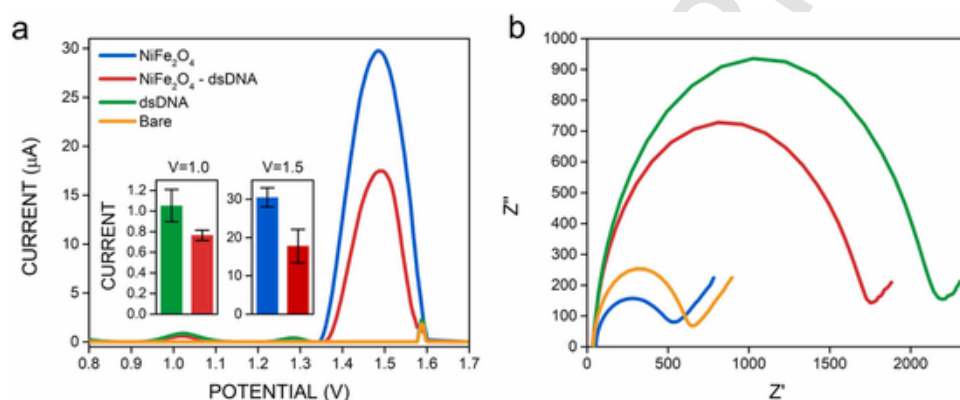 a
NiFe₂O₄
NiFe₂O₄ - dsDNA
dsDNA
Bare
V=1.0
V=1.5
CURRENT
1.2
1.0
0.8
0.6
0.4
0.2
0.0
30
20
10
0
CURRENT (μA)
30
25
20
15
10
5
0
0.8 0.9 1.0 1.1 1.2 1.3 1.4 1.5 1.6 1.7
POTENTIAL (V)
b
Z"
1000
900
800
700
600
500
400
300
200
100
0
0 500 1000 1500 2000
Z'